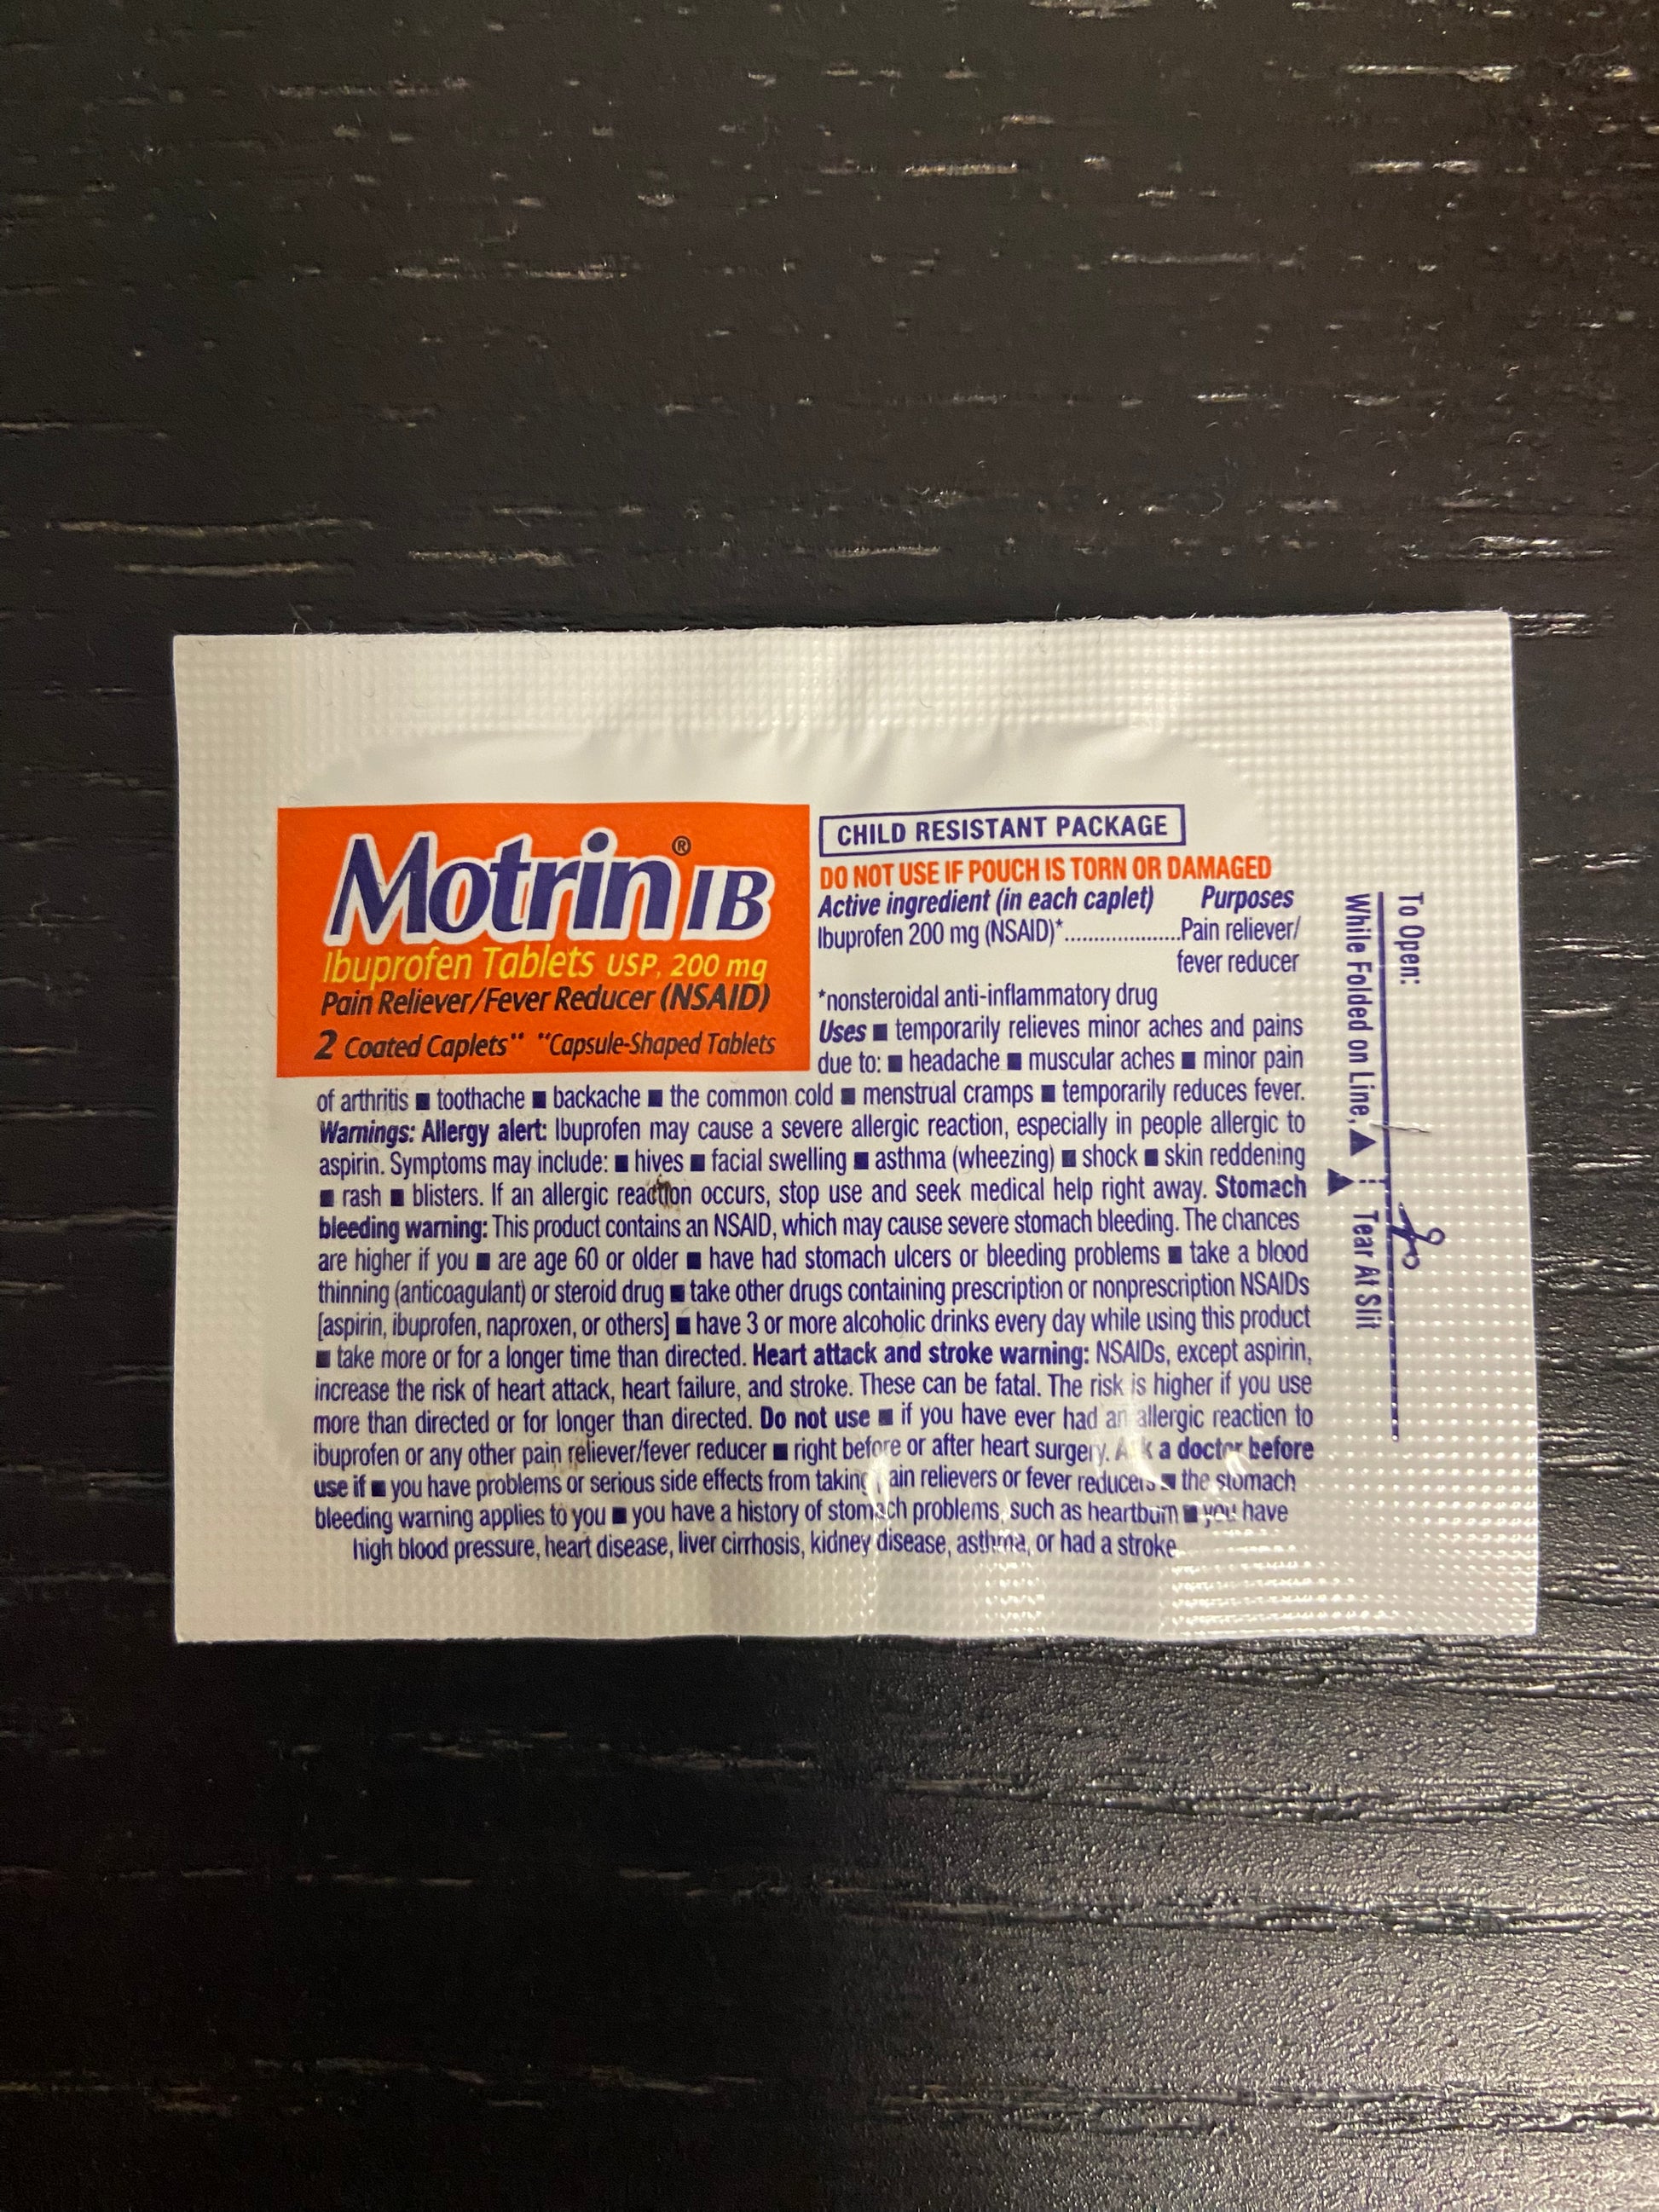 Motrin® IB
Ibuprofen Tablets USP, 200 mg
Pain Reliever/Fever Reducer (NSAID)
2 Coated Caplets** **Capsule-Shaped Tablets
CHILD RESISTANT PACKAGE
DO NOT USE IF POUCH IS TORN OR DAMAGED
Active ingredient (in each caplet) Purposes
Ibuprofen 200 mg (NSAID)*....................Pain reliever/
fever reducer
*nonsteroidal anti-inflammatory drug
Uses ■ temporarily relieves minor aches and pains
due to: ■ headache ■ muscular aches ■ minor pain
of arthritis ■ toothache ■ backache ■ the common cold ■ menstrual cramps ■ temporarily reduces fever.
Warnings: Allergy alert: Ibuprofen may cause a severe allergic reaction, especially in people allergic to
aspirin. Symptoms may include: ■ hives ■ facial swelling ■ asthma (wheezing) ■ shock ■ skin reddening
■ rash ■ blisters. If an allergic reaction occurs, stop use and seek medical help right away. Stomach
bleeding warning: This product contains an NSAID, which may cause severe stomach bleeding. The chances
are higher if you ■ are age 60 or older ■ have had stomach ulcers or bleeding problems ■ take a blood
thinning (anticoagulant) or steroid drug ■ take other drugs containing prescription or nonprescription NSAIDs
[aspirin, ibuprofen, naproxen, or others] ■ have 3 or more alcoholic drinks every day while using this product
■ take more or for a longer time than directed. Heart attack and stroke warning: NSAIDs, except aspirin,
increase the risk of heart attack, heart failure, and stroke. These can be fatal. The risk is higher if you use
more than directed or for longer than directed. Do not use ■ if you have ever had an allergic reaction to
ibuprofen or any other pain reliever/fever reducer ■ right before or after heart surgery. Ask a doctor before
use if ■ you have problems or serious side effects from taking pain relievers or fever reducers ■ the stomach
bleeding warning applies to you ■ you have a history of stomach problems, such as heartburn ■ you have
high blood pressure, heart disease, liver cirrhosis, kidney disease, asthma, or had a stroke
To Open:
While Folded on Line, ▲
▲ Tear At Slit